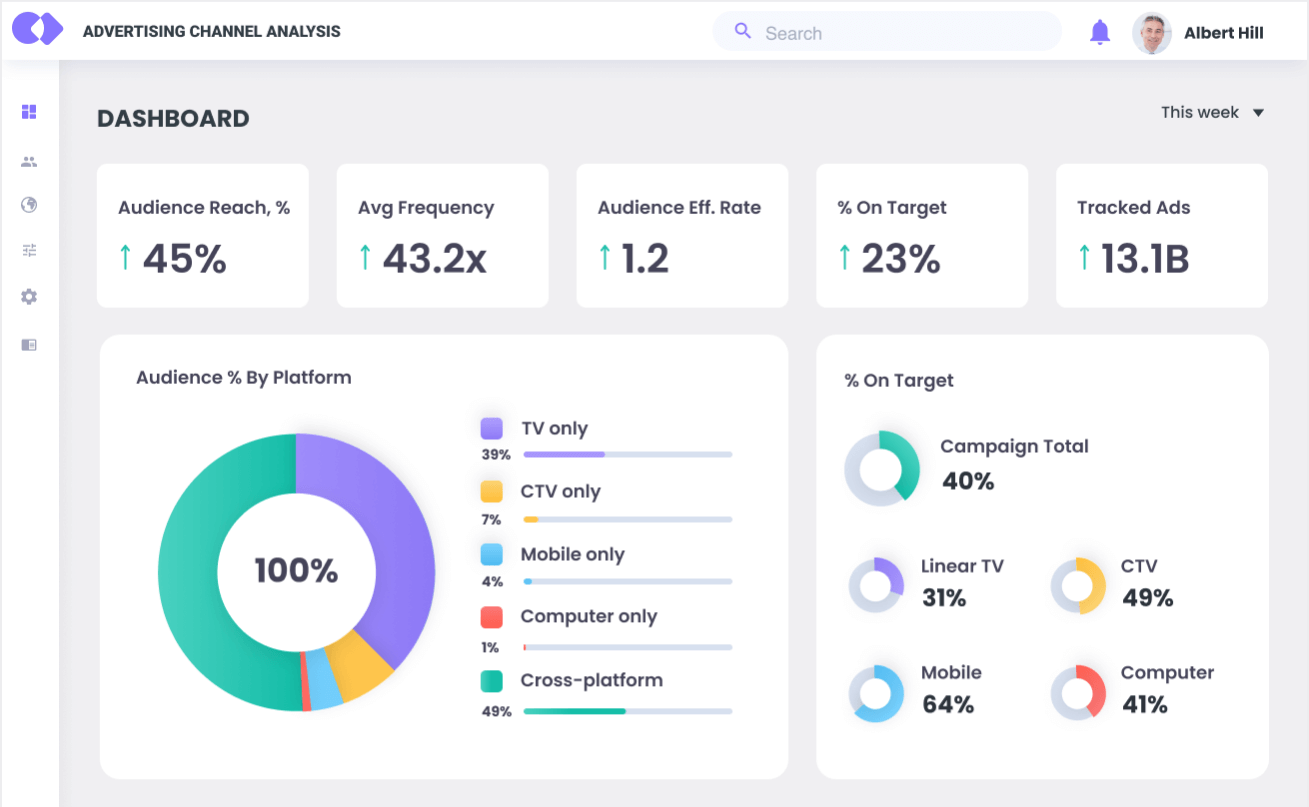 ADVERTISING CHANNEL ANALYSIS
Search
Albert Hill
DASHBOARD
This week
Audience Reach, %
↑ 45%
Avg Frequency
↑ 43.2x
Audience Eff. Rate
↑ 1.2
% On Target
↑ 23%
Tracked Ads
↑ 13.1B
Audience % By Platform
100%
TV only
39%
CTV only
7%
Mobile only
4%
Computer only
1%
Cross-platform
49%
% On Target
Campaign Total
40%
Linear TV
31%
CTV
49%
Mobile
64%
Computer
41%